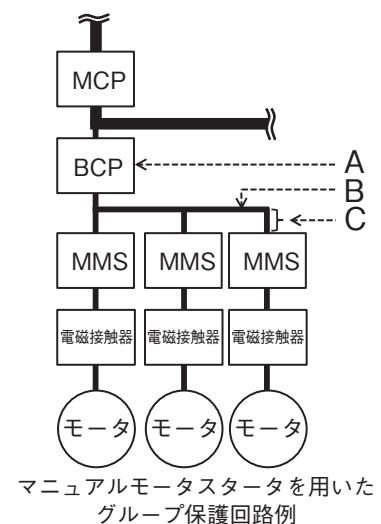 MCP
BCP
A
B
C
MMS MMS MMS
電磁接触器 電磁接触器 電磁接触器
モータ モータ モータ
マニュアルモータスタータを用いた
グループ保護回路例